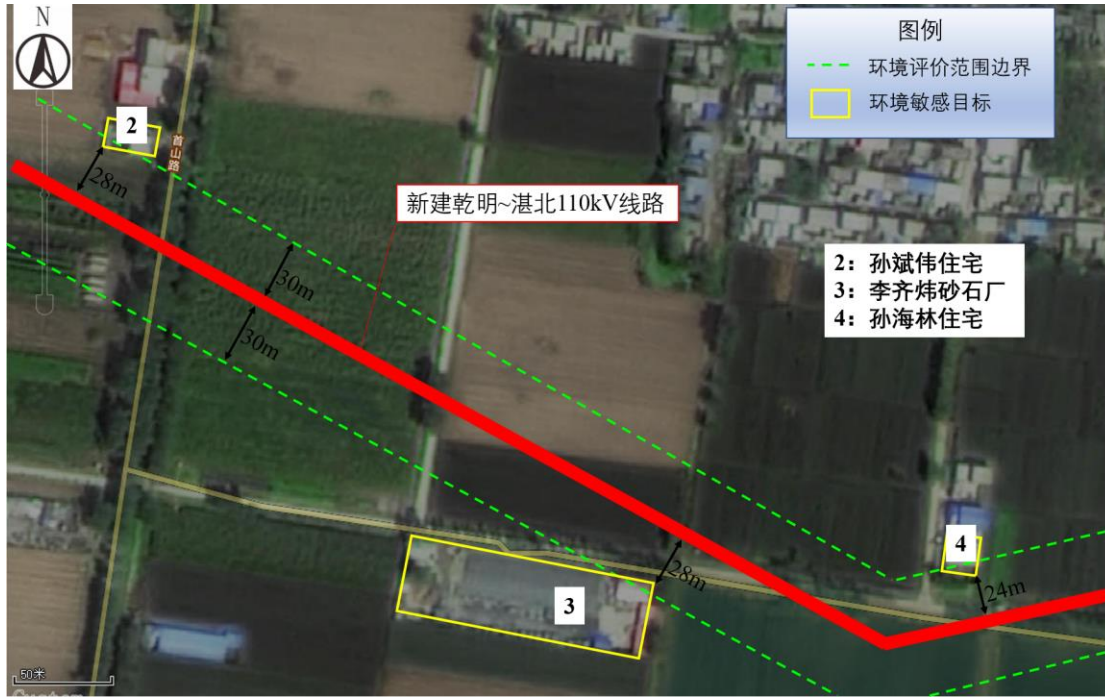 N
图例
环境评价范围边界
环境敏感目标
2
首山路
28m
新建乾明~湛北110kV线路
30m
30m
2：孙斌伟住宅
3：李齐炜砂石厂
4：孙海林住宅
4
28m
24m
3
50米